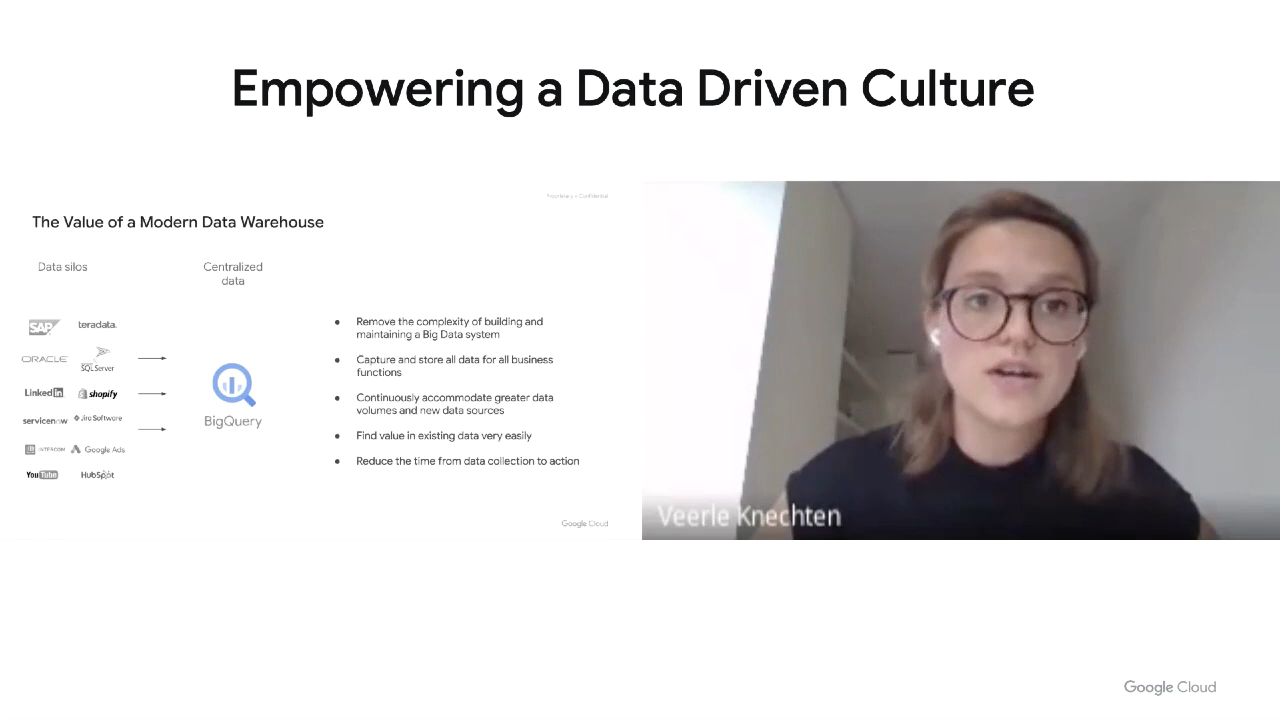 Empowering a Data Driven Culture
Proprietary + Confidential
The Value of a Modern Data Warehouse
Data silos
Centralized
data
SAP teradata.
ORACLE SQL Server
LinkedIn shopify
servicenow Jira Software
INTERCOM Google Ads
YouTube HubSpot
BigQuery
● Remove the complexity of building and
maintaining a Big Data system
● Capture and store all data for all business
functions
● Continuously accommodate greater data
volumes and new data sources
● Find value in existing data very easily
● Reduce the time from data collection to action
Google Cloud
Veerle Knechten
Google Cloud